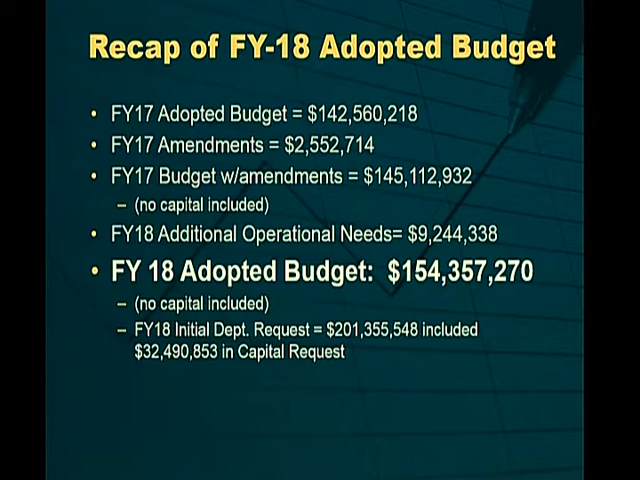 Recap of FY-18 Adopted Budget
• FY17 Adopted Budget = $142,560,218
• FY17 Amendments = $2,552,714
• FY17 Budget w/amendments = $145,112,932
– (no capital included)
• FY18 Additional Operational Needs= $9,244,338
• FY 18 Adopted Budget: $154,357,270
– (no capital included)
– FY18 Initial Dept. Request = $201,355,548 included
$32,490,853 in Capital Request